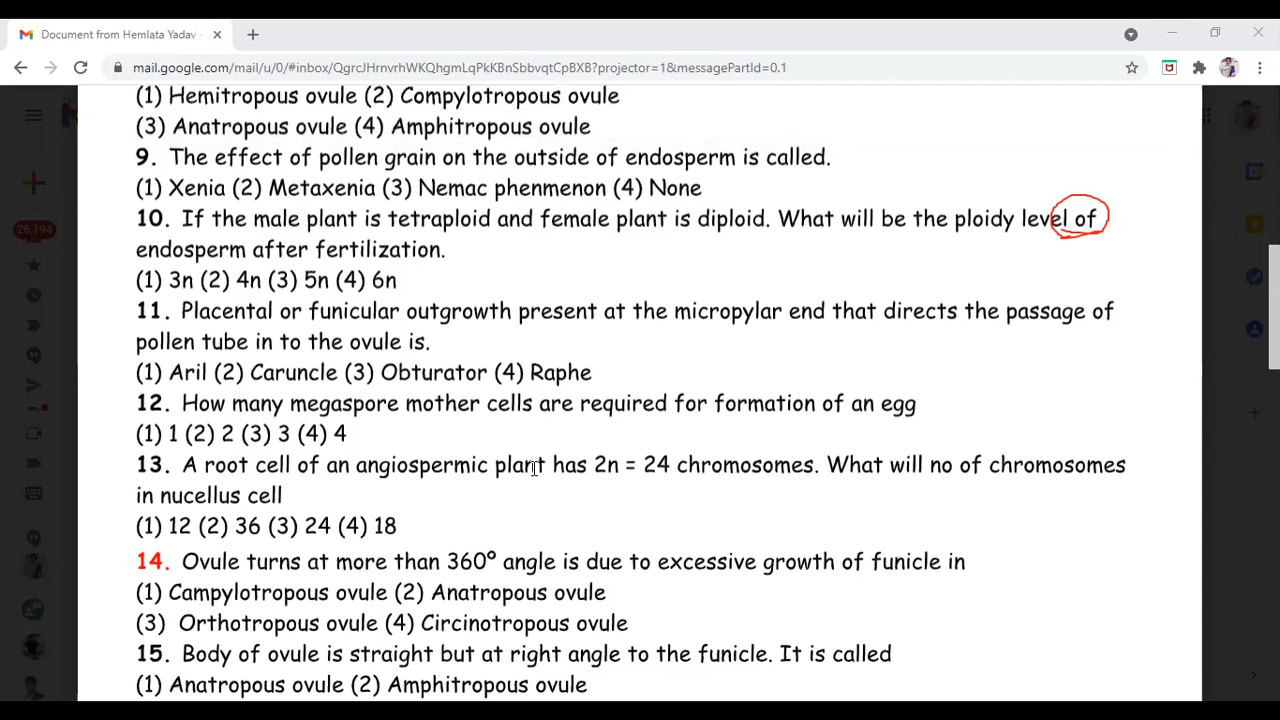 Document from Hemlata Yadav
mail.google.com/mail/u/0/#inbox/QgrcJHrnvrhWKQhgmLqPkKBNSbbvqtCpBXB?projector=1&messagePartId=0.1
(1) Hemitropous ovule (2) Compylotropous ovule
(3) Anatropous ovule (4) Amphitropous ovule
9. The effect of pollen grain on the outside of endosperm is called.
(1) Xenia (2) Metaxenia (3) Nemac phenmenon (4) None
10. If the male plant is tetraploid and female plant is diploid. What will be the ploidy level of
endosperm after fertilization.
(1) 3n (2) 4n (3) 5n (4) 6n
11. Placental or funicular outgrowth present at the micropylar end that directs the passage of
pollen tube in to the ovule is.
(1) Aril (2) Caruncle (3) Obturator (4) Raphe
12. How many megaspore mother cells are required for formation of an egg
(1) 1 (2) 2 (3) 3 (4) 4
13. A root cell of an angiospermic plant has 2n = 24 chromosomes. What will no of chromosomes
in nucellus cell
(1) 12 (2) 36 (3) 24 (4) 18
14. Ovule turns at more than 360° angle is due to excessive growth of funicle in
(1) Campylotropous ovule (2) Anatropous ovule
(3) Orthotropous ovule (4) Circinotropous ovule
15. Body of ovule is straight but at right angle to the funicle. It is called
(1) Anatropous ovule (2) Amphitropous ovule
26,194